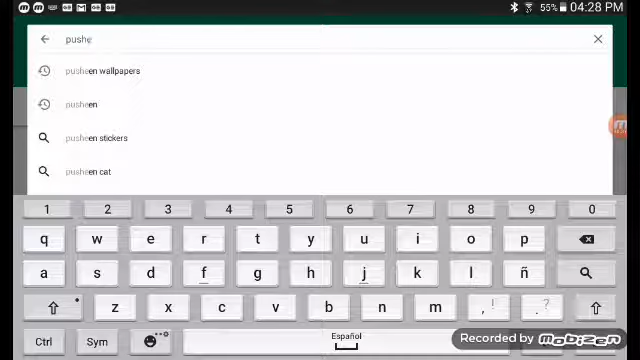 55% 04:28 PM
pushe
pusheen wallpapers
pusheen
pusheen stickers
pusheen cat
1 2 3 4 5 6 7 8 9 0
q w e r t y u i o p
a s d f g h j k l ñ
z x c v b n m , ! . ?
Ctrl Sym Español
Recorded by mobizen